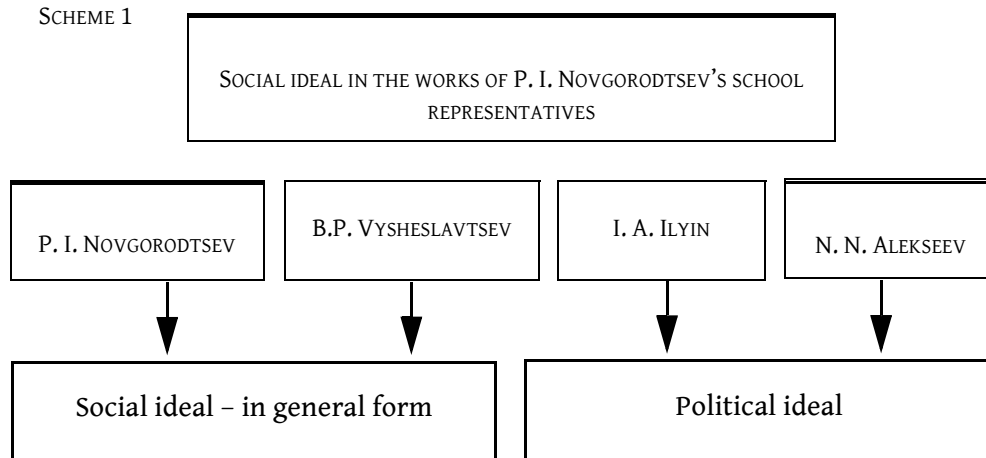 SCHEME 1
SOCIAL IDEAL IN THE WORKS OF P. I. NOVGORODTSEV’S SCHOOL
REPRESENTATIVES
P. I. NOVGORODTSEV
B.P. VYSHESLAVTSEV
I. A. ILYIN
N. N. ALEKSEEV
Social ideal – in general form
Political ideal